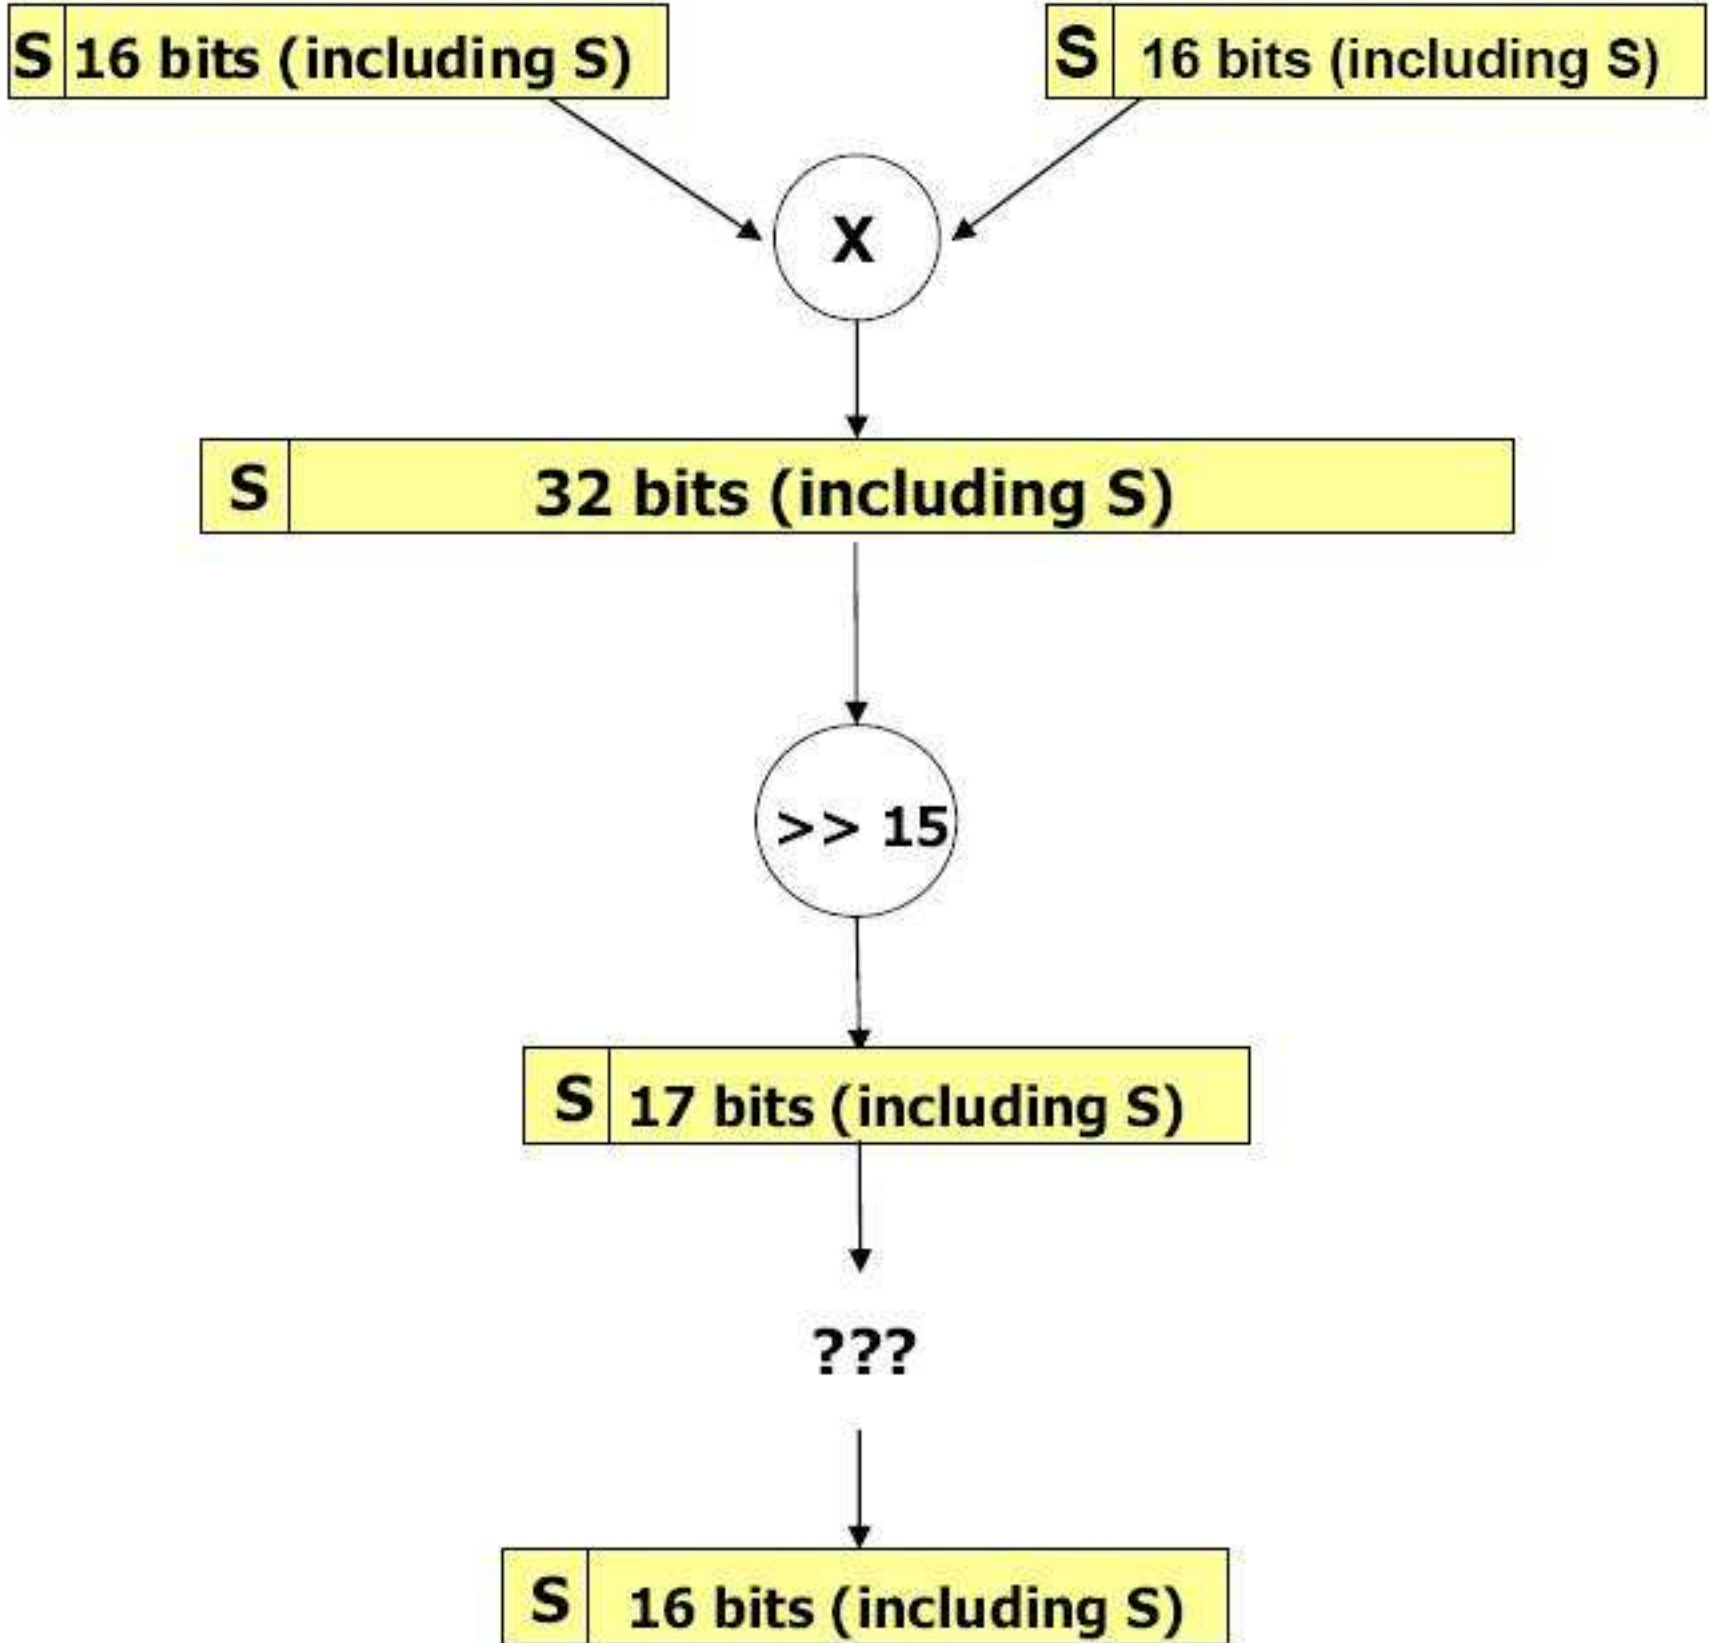 S 16 bits (including S)
S 16 bits (including S)
X
S 32 bits (including S)
>> 15
S 17 bits (including S)
???
S 16 bits (including S)